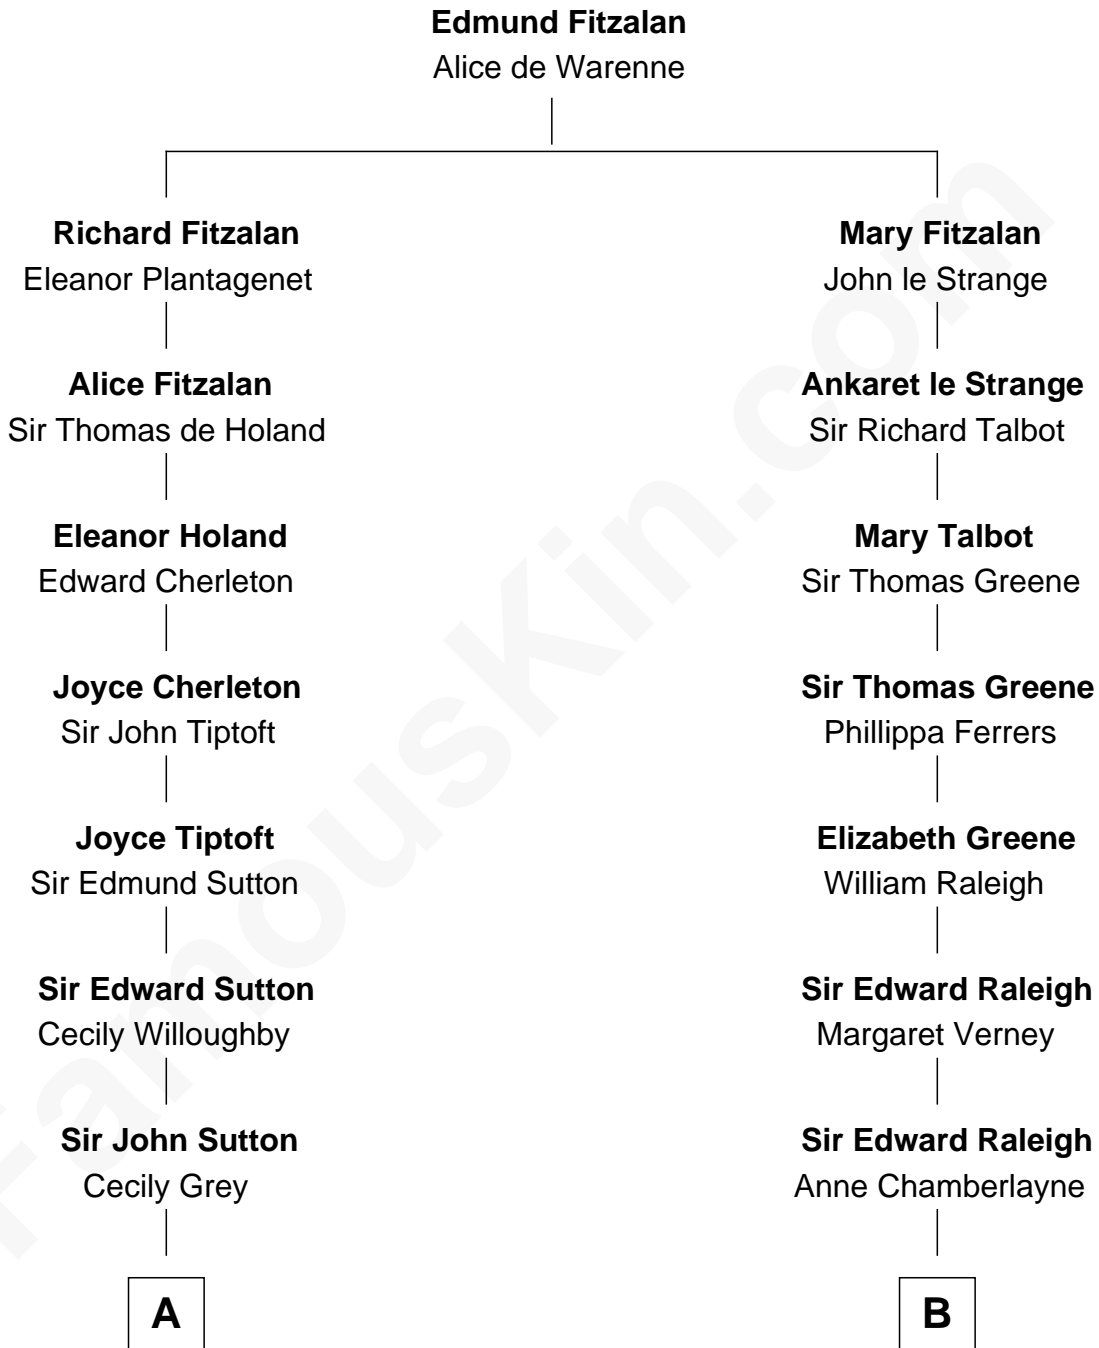 Edmund Fitzalan
Alice de Warenne
Richard Fitzalan
Eleanor Plantagenet
Mary Fitzalan
John le Strange
Alice Fitzalan
Sir Thomas de Holand
Ankaret le Strange
Sir Richard Talbot
Eleanor Holand
Edward Cherleton
Mary Talbot
Sir Thomas Greene
Joyce Cherleton
Sir John Tiptoft
Sir Thomas Greene
Phillippa Ferrers
Joyce Tiptoft
Sir Edmund Sutton
Elizabeth Greene
William Raleigh
Sir Edward Sutton
Cecily Willoughby
Sir Edward Raleigh
Margaret Verney
Sir John Sutton
Cecily Grey
Sir Edward Raleigh
Anne Chamberlayne
A
B
FamousKin.com